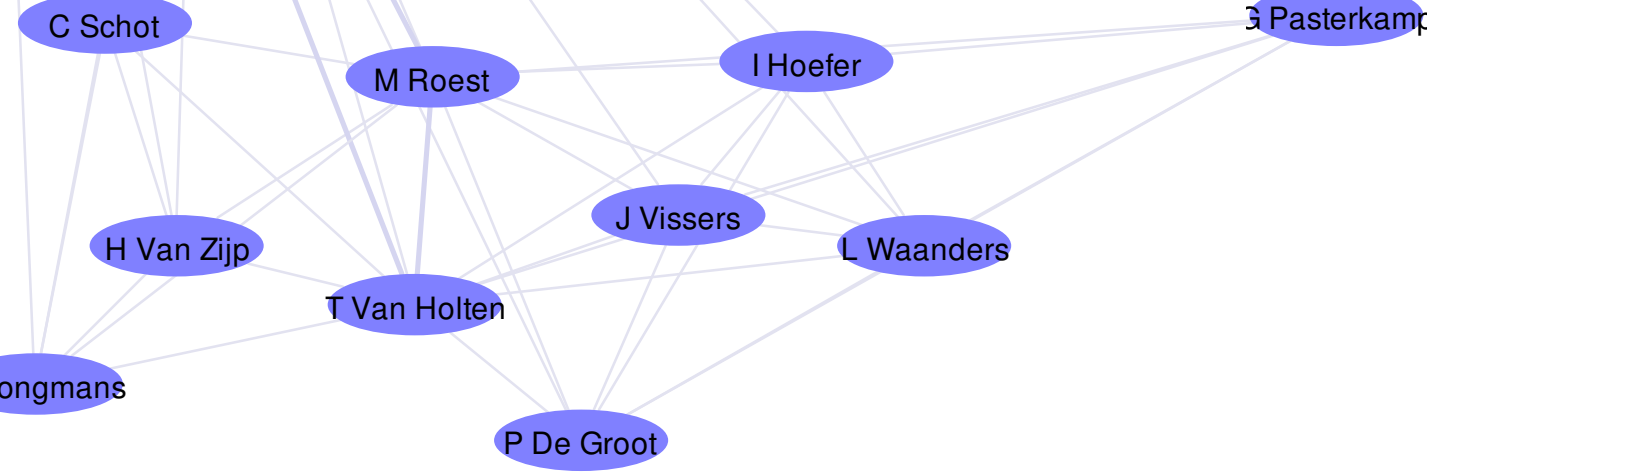 C Schot
G Pasterkamp
I Hoefer
M Roest
J Vissers
H Van Zijp
L Waanders
T Van Holten
ongmans
P De Groot